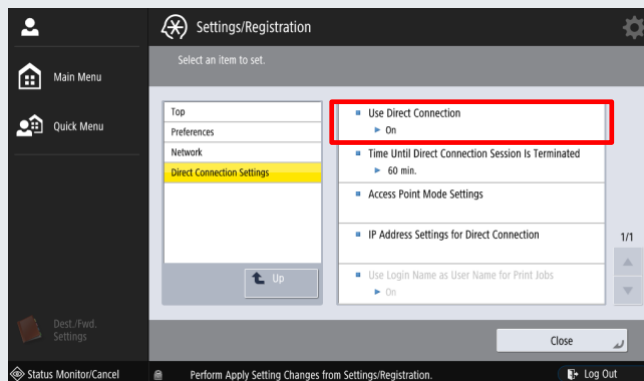 Settings/Registration
Select an item to set.
Main Menu
Quick Menu
Top
Preferences
Network
Direct Connection Settings
Up
Use Direct Connection
On
Time Until Direct Connection Session Is Terminated
60 min.
Access Point Mode Settings
IP Address Settings for Direct Connection
Use Login Name as User Name for Print Jobs
On
1/1
Dest./Fwd.
Settings
Close
Status Monitor/Cancel
Perform Apply Setting Changes from Settings/Registration.
Log Out